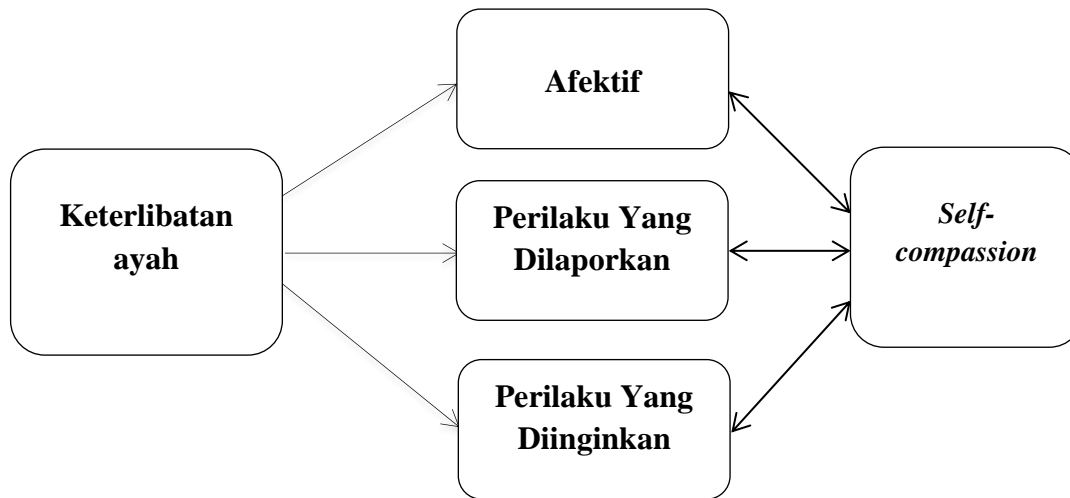 Afektif
Keterlibatan
ayah
Perilaku Yang
Dilaporkan
Self-
compassion
Perilaku Yang
Diinginkan